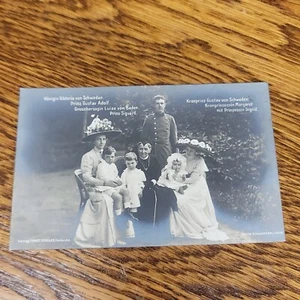 Königin Viktoria von Schweden.
Prinz Gustav Adolf.
Grossherzogin Luise von Baden
Prinz Sigvard.
Kronprinz Gustav von Schweden.
Kronprinzessin Margaret
mit Prinzessin Ingrid.